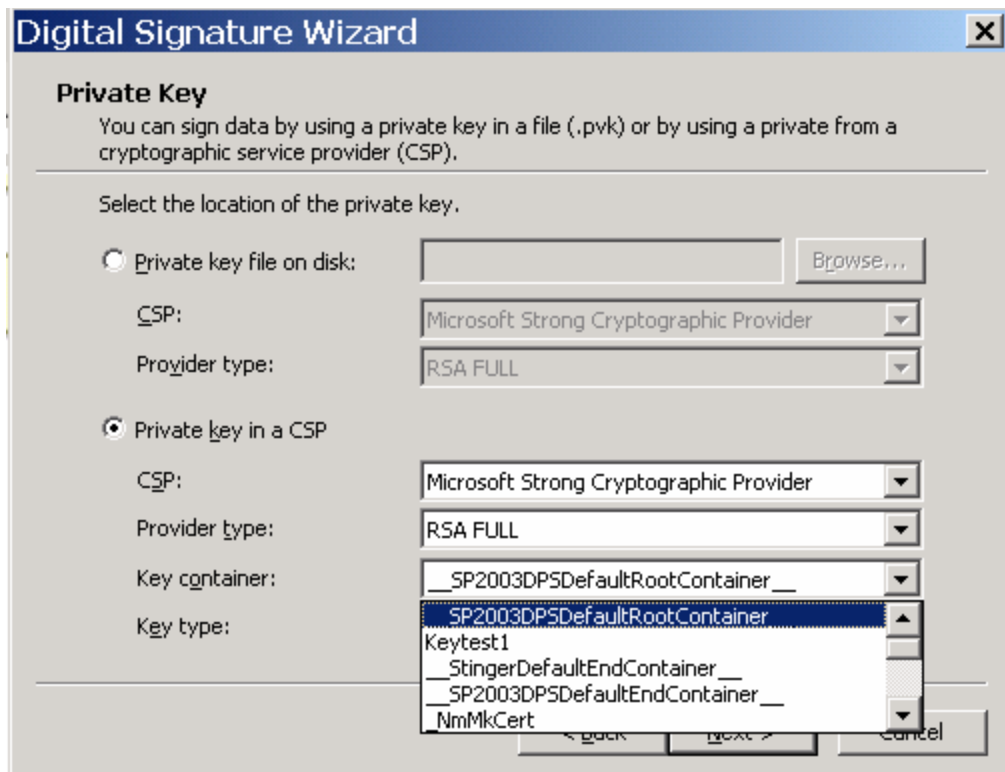 Digital Signature Wizard
Private Key
You can sign data by using a private key in a file (.pvk) or by using a private from a
cryptographic service provider (CSP).
Select the location of the private key.
Private key file on disk:
Browse...
CSP:
Microsoft Strong Cryptographic Provider
Provider type:
RSA FULL
Private key in a CSP
CSP:
Microsoft Strong Cryptographic Provider
Provider type:
RSA FULL
Key container:
__SP2003DPSDefaultRootContainer__
Key type:
__SP2003DPSDefaultRootContainer__
Keytest1
__StingerDefaultEndContainer__
__SP2003DPSDefaultEndContainer__
_NmMkCert
< Back
Next >
Cancel